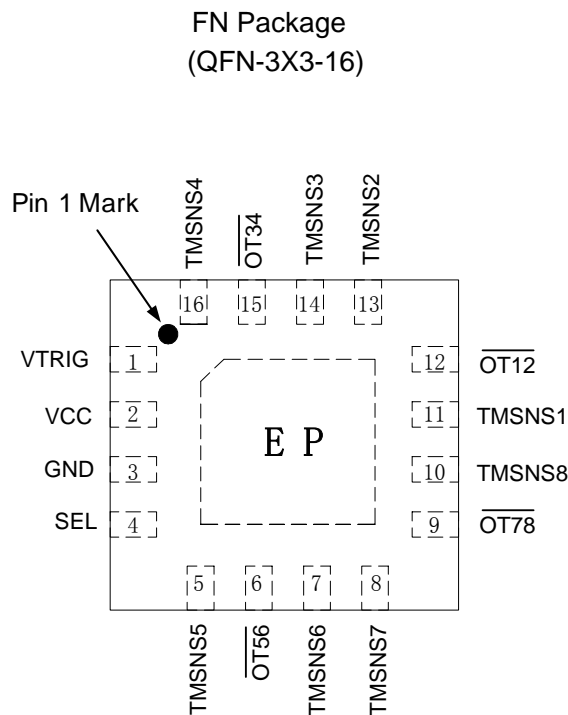 FN Package
(QFN-3X3-16)
Pin 1 Mark
TMSNS4
OT34
TMSNS3
TMSNS2
16
15
14
13
VTRIG
1
12
OT12
VCC
2
11
TMSNS1
E P
GND
3
10
TMSNS8
SEL
4
9
OT78
5
6
7
8
TMSNS5
OT56
TMSNS6
TMSNS7